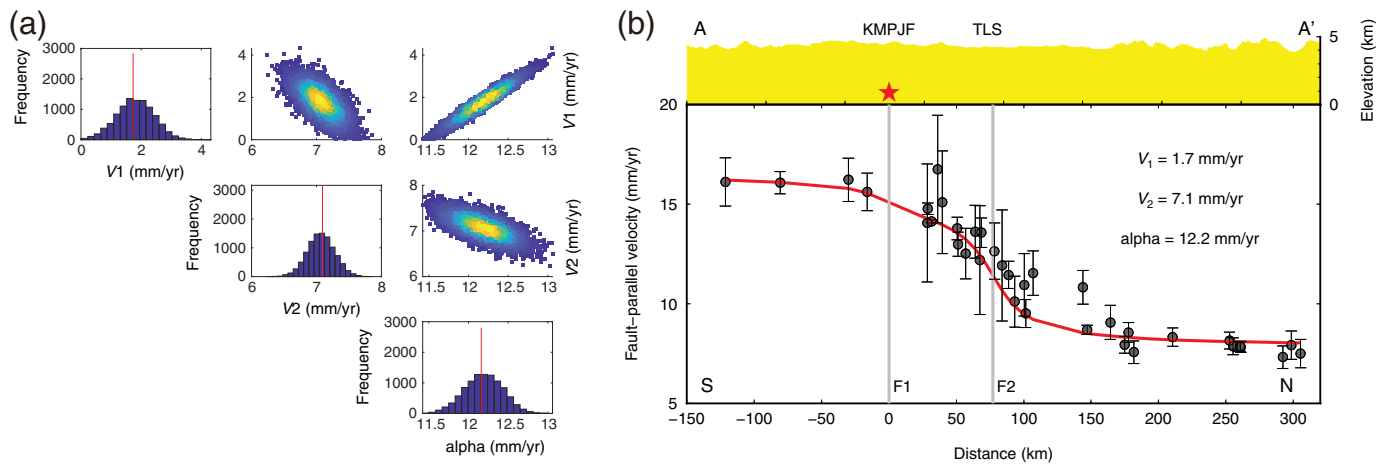 (a)
Frequency
3000
2000
1000
0
0 2 4
V1 (mm/yr)
4
2
0
6 7 8
4
2
0
V1 (mm/yr)
11.5 12 12.5 13
Frequency
3000
2000
1000
0
6 7 8
V2 (mm/yr)
8
7
6
V2 (mm/yr)
11.5 12 12.5 13
Frequency
3000
2000
1000
0
11.5 12 12.5 13
alpha (mm/yr)
(b)
A KMPJF TLS A'
5
0
Elevation (km)
20
15
10
5
Fault−parallel velocity (mm/yr)
V1 = 1.7 mm/yr
V2 = 7.1 mm/yr
alpha = 12.2 mm/yr
S F1 F2 N
−150 −100 −50 0 50 100 150 200 250 300
Distance (km)